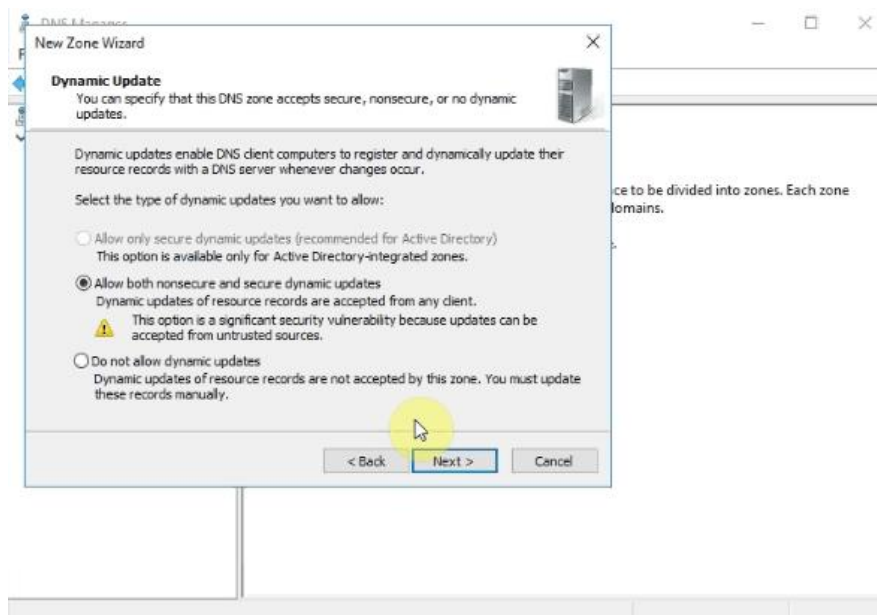 DNS Manager
New Zone Wizard
Dynamic Update
You can specify that this DNS zone accepts secure, nonsecure, or no dynamic
updates.
Dynamic updates enable DNS client computers to register and dynamically update their
resource records with a DNS server whenever changes occur.
Select the type of dynamic updates you want to allow:
Allow only secure dynamic updates (recommended for Active Directory)
This option is available only for Active Directory-integrated zones.
Allow both nonsecure and secure dynamic updates
Dynamic updates of resource records are accepted from any client.
This option is a significant security vulnerability because updates can be
accepted from untrusted sources.
Do not allow dynamic updates
Dynamic updates of resource records are not accepted by this zone. You must update
these records manually.
< Back Next > Cancel
to be divided into zones. Each zone